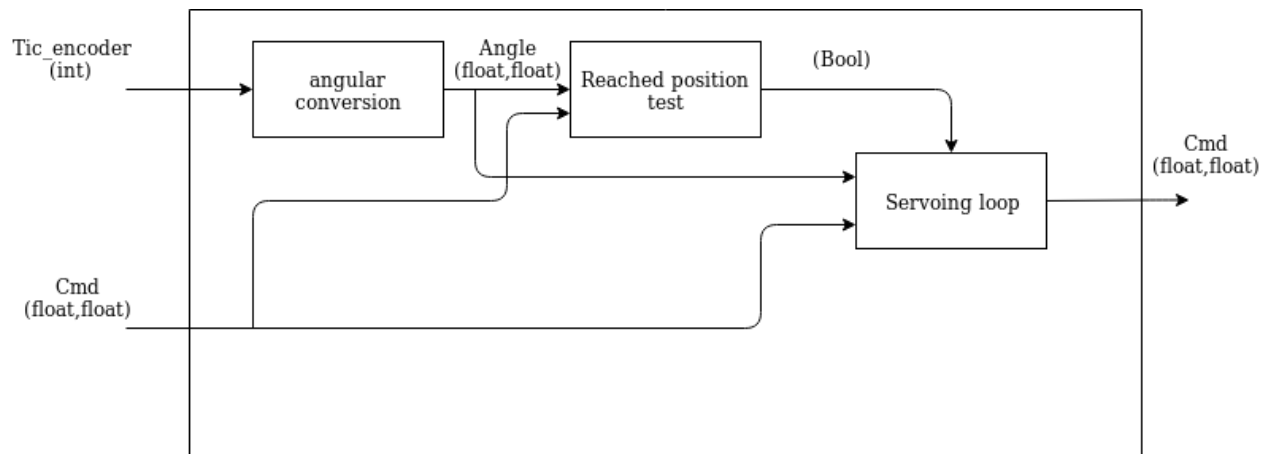 Tic_encoder
(int)
angular
conversion
Angle
(float,float)
Reached position
test
(Bool)
Cmd
(float,float)
Servoing loop
Cmd
(float,float)